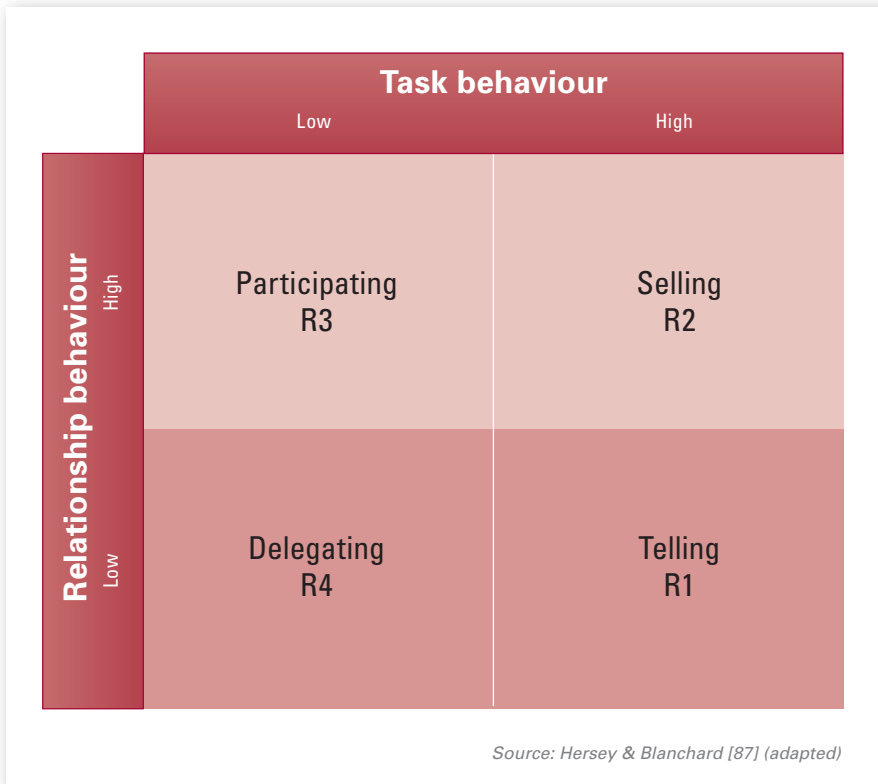 Task behaviour
Low High
Relationship behaviour
High
Low
Participating
R3
Selling
R2
Delegating
R4
Telling
R1
Source: Hersey & Blanchard [87] (adapted)